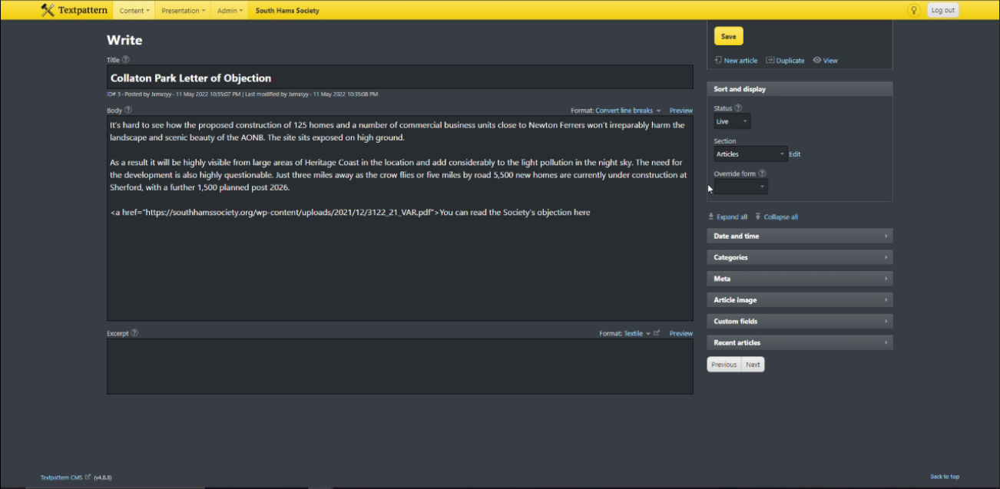 Textpattern Content Presentation Admin South Hams Society Log out
Write
Title
Collaton Park Letter of Objection
ID# 3 - Posted by Jxmxsyy - 11 May 2022 10:35:07 PM | Last modified by Jxmxsyy - 11 May 2022 10:35:08 PM
Body Format: Convert line breaks Preview
It's hard to see how the proposed construction of 125 homes and a number of commercial business units close to Newton Ferrers won't irreparably harm the
landscape and scenic beauty of the AONB. The site sits exposed on high ground.
As a result it will be highly visible from large areas of Heritage Coast in the location and add considerably to the light pollution in the night sky. The need for
the development is also highly questionable. Just three miles away as the crow flies or five miles by road 5,500 new homes are currently under construction at
Sherford, with a further 1,500 planned post 2026.
<a href="https://southhamssociety.org/wp-content/uploads/2021/12/3122_21_VAR.pdf">You can read the Society's objection here
Excerpt Format: Textile Preview
Save
New article Duplicate View
Sort and display
Status
Live
Section
Articles Edit
Override form
Expand all Collapse all
Date and time
Categories
Meta
Article image
Custom fields
Recent articles
Previous Next
Textpattern CMS (v4.8.8)
Back to top